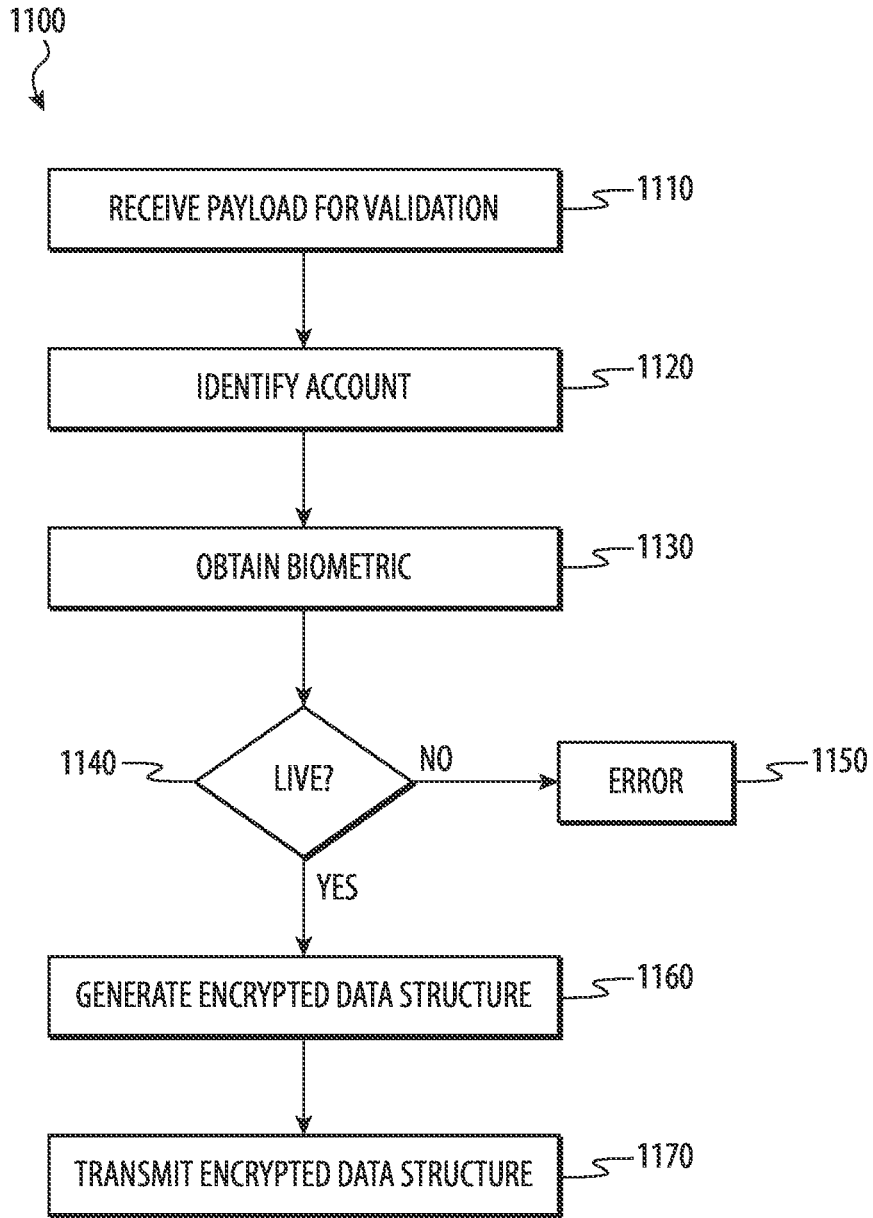 1100
RECEIVE PAYLOAD FOR VALIDATION
1110
IDENTIFY ACCOUNT
1120
OBTAIN BIOMETRIC
1130
1140
LIVE?
NO
ERROR
1150
YES
GENERATE ENCRYPTED DATA STRUCTURE
1160
TRANSMIT ENCRYPTED DATA STRUCTURE
1170